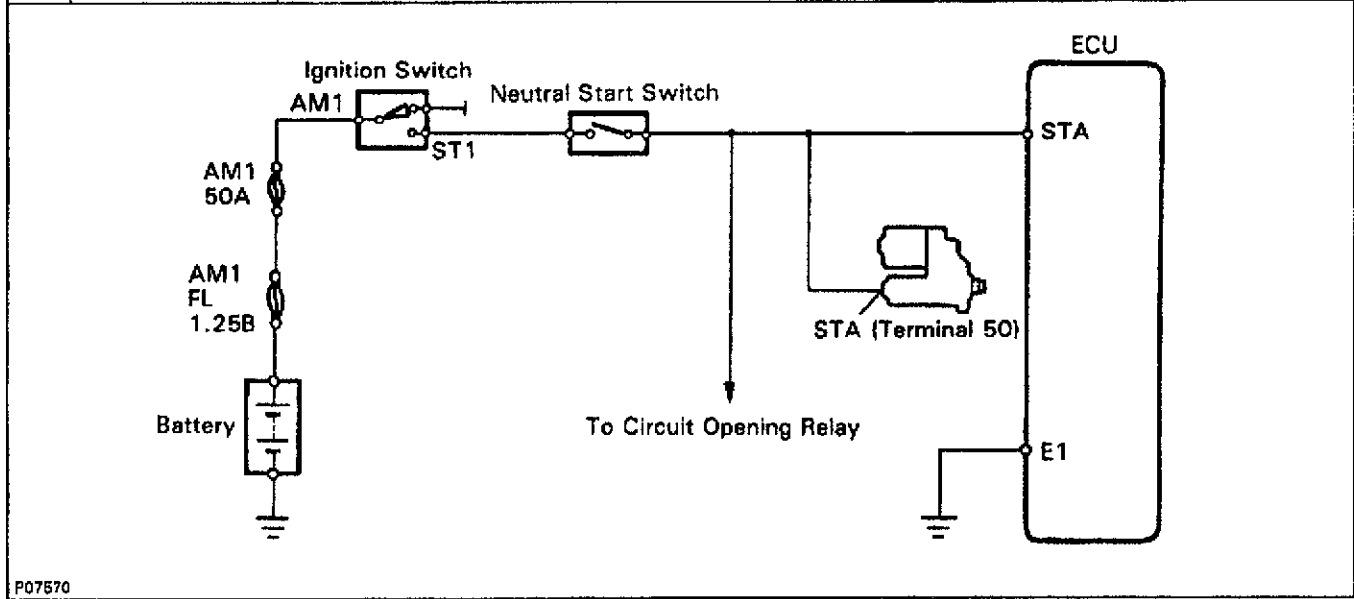 ECU
Ignition Switch
AM1
Neutral Start Switch
ST1
STA
AM1
50A
AM1
FL
1.25B
STA (Terminal 50)
Battery
To Circuit Opening Relay
E1
P07570